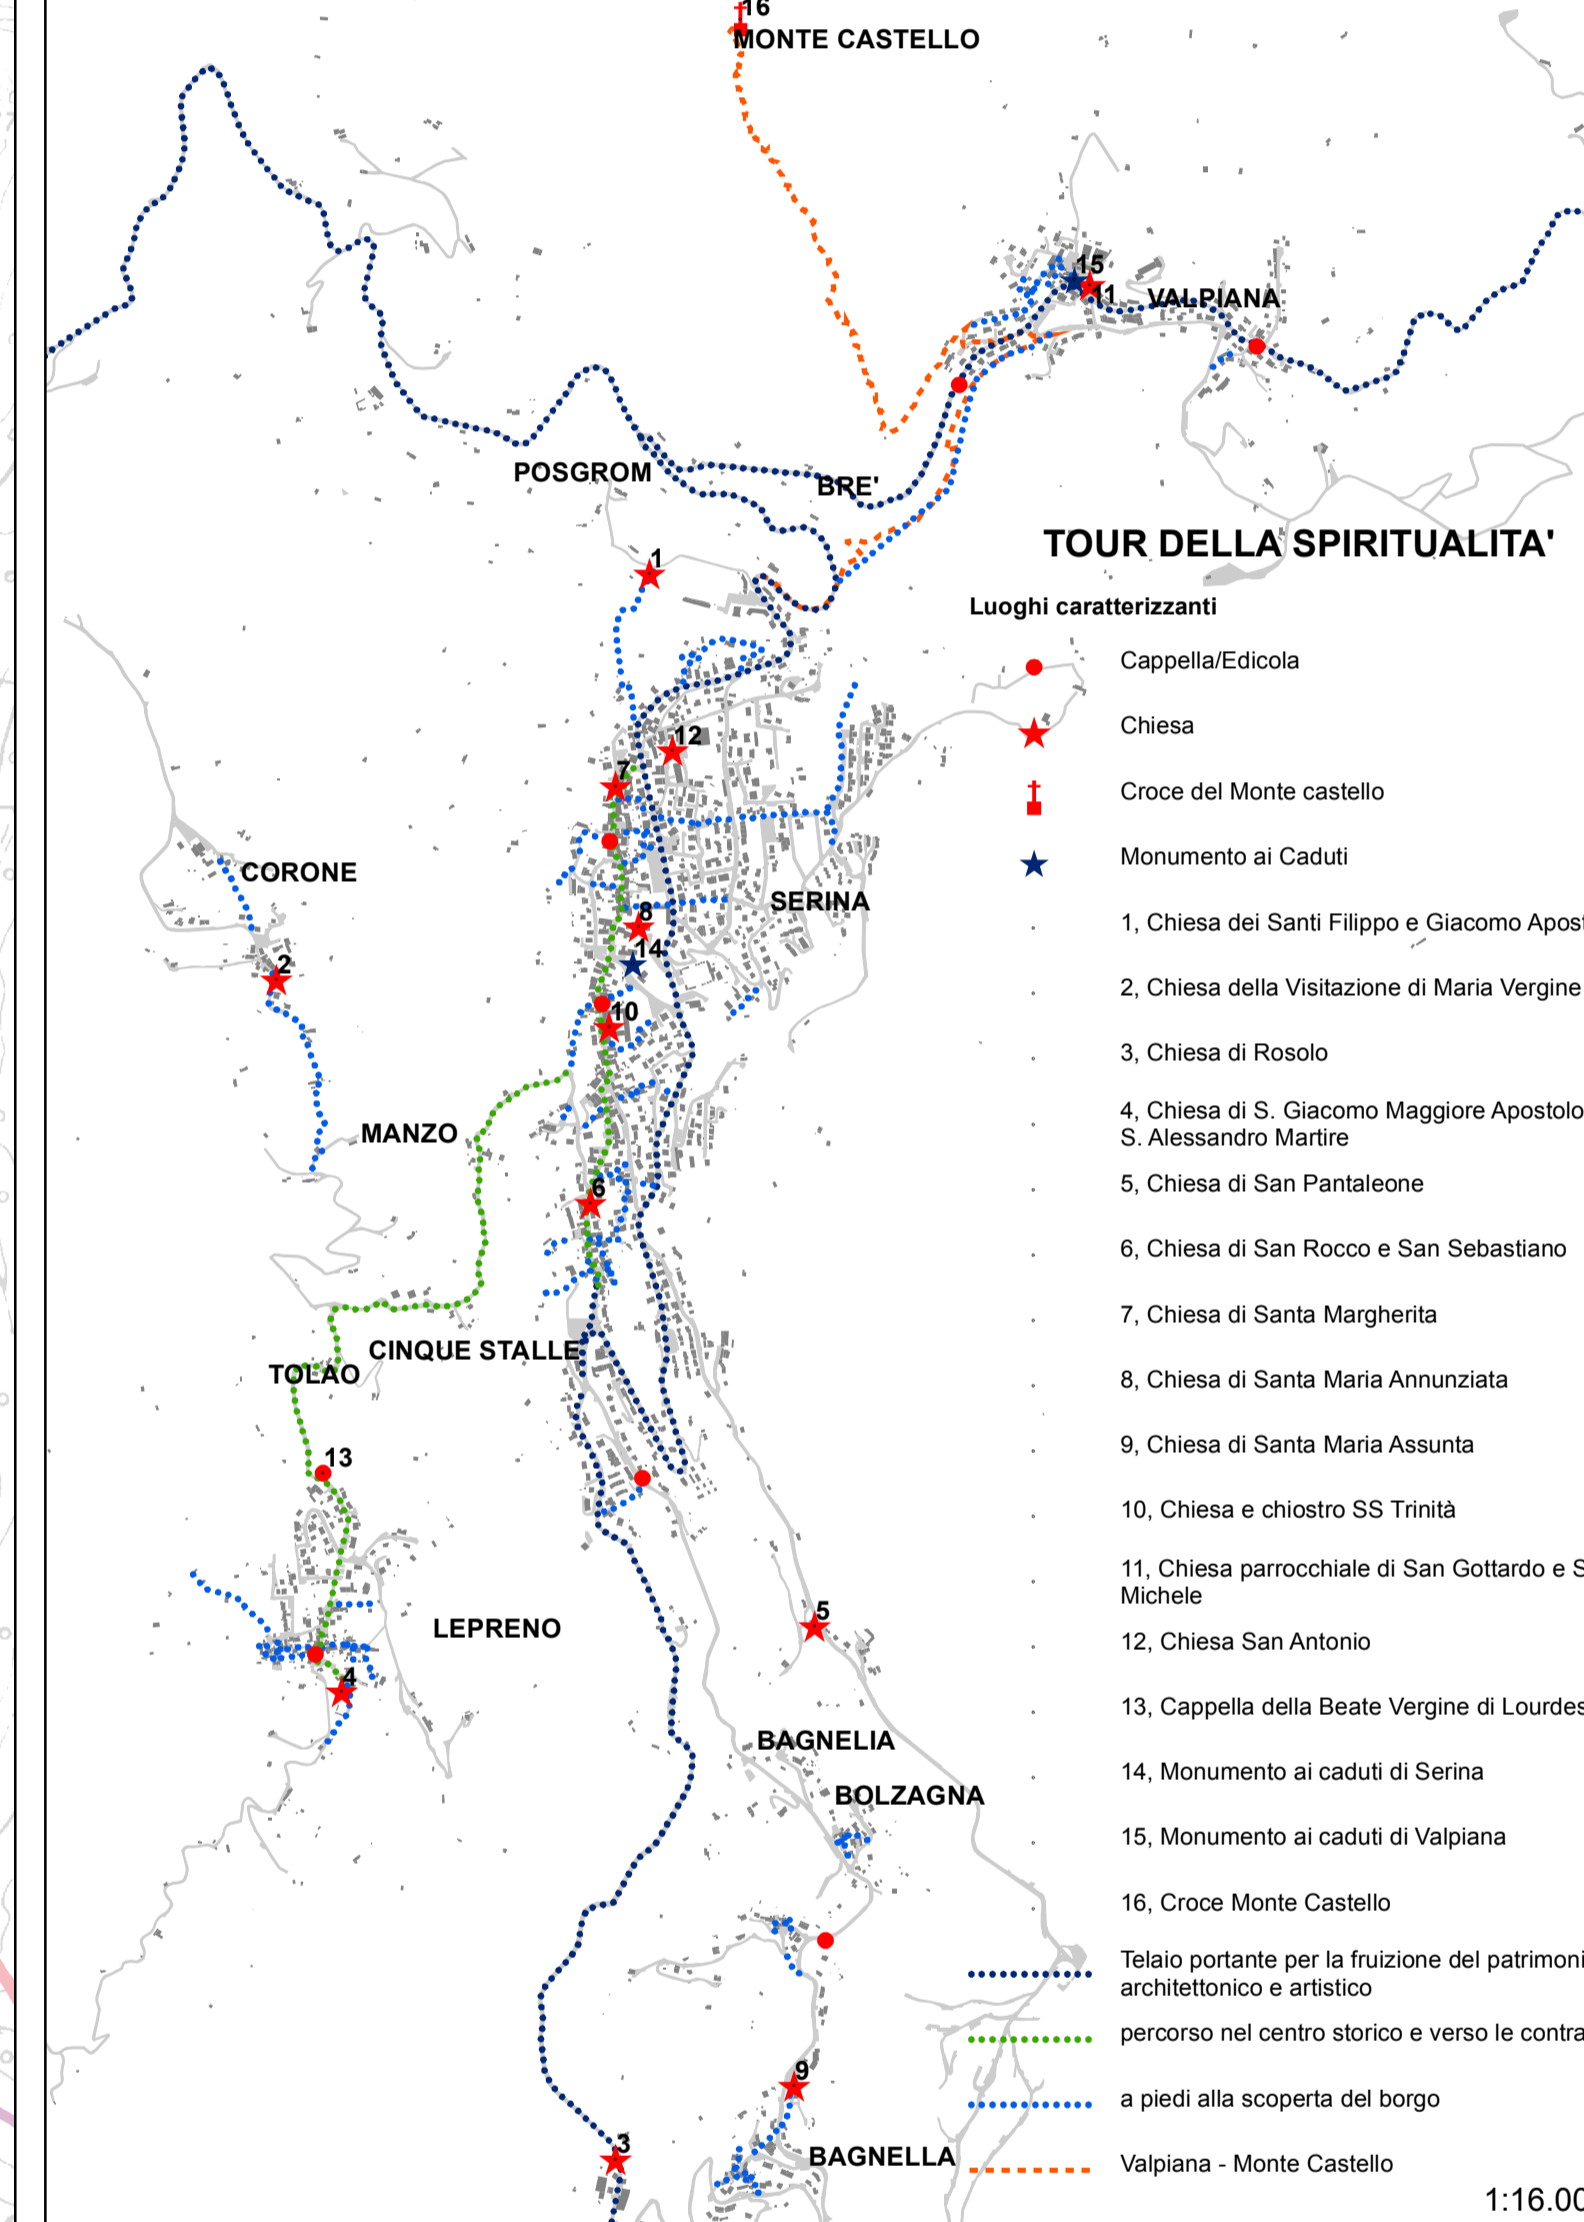 16
MONTE CASTELLO
15
11
VALPIANA
POSGROM
BRE'
1
12
7
CORONE
SERINA
8
2
14
10
MANZO
6
CINQUE STALLE
TOLAO
13
LEPRENO
5
4
BAGNELIA
BOLZAGNA
9
3
BAGNELLA
TOUR DELLA SPIRITUALITA'
Luoghi caratterizzanti
Cappella/Edicola
Chiesa
Croce del Monte castello
Monumento ai Caduti
1, Chiesa dei Santi Filippo e Giacomo Apost
2, Chiesa della Visitazione di Maria Vergine
3, Chiesa di Rosolo
4, Chiesa di S. Giacomo Maggiore Apostolo
S. Alessandro Martire
5, Chiesa di San Pantaleone
6, Chiesa di San Rocco e San Sebastiano
7, Chiesa di Santa Margherita
8, Chiesa di Santa Maria Annunziata
9, Chiesa di Santa Maria Assunta
10, Chiesa e chiostro SS Trinità
11, Chiesa parrocchiale di San Gottardo e S
Michele
12, Chiesa San Antonio
13, Cappella della Beate Vergine di Lourdes
14, Monumento ai caduti di Serina
15, Monumento ai caduti di Valpiana
16, Croce Monte Castello
Telaio portante per la fruizione del patrimoni
architettonico e artistico
percorso nel centro storico e verso le contra
a piedi alla scoperta del borgo
Valpiana - Monte Castello
1:16.00